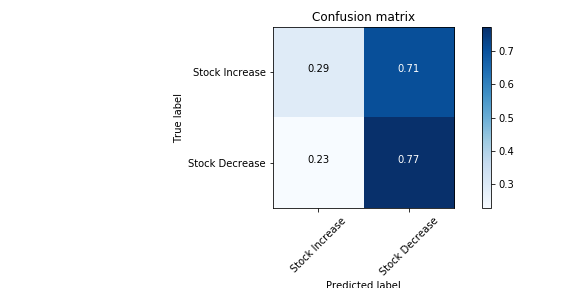 Confusion matrix
Stock Increase
0.29
0.71
0.7
0.6
True label
0.5
0.4
Stock Decrease
0.23
0.77
0.3
Stock Increase
Stock Decrease
Predicted label